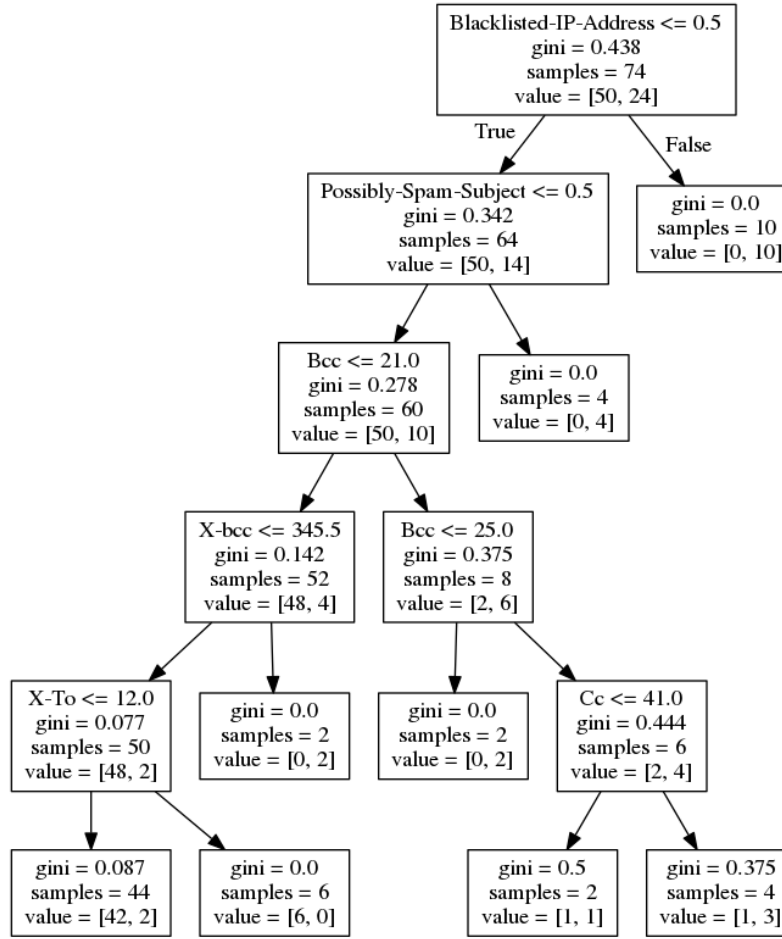 Blacklisted-IP-Address <= 0.5
gini = 0.438
samples = 74
value = [50, 24]
True
False
Possibly-Spam-Subject <= 0.5
gini = 0.342
samples = 64
value = [50, 14]
gini = 0.0
samples = 10
value = [0, 10]
Bcc <= 21.0
gini = 0.278
samples = 60
value = [50, 10]
gini = 0.0
samples = 4
value = [0, 4]
X-bcc <= 345.5
gini = 0.142
samples = 52
value = [48, 4]
Bcc <= 25.0
gini = 0.375
samples = 8
value = [2, 6]
X-To <= 12.0
gini = 0.077
samples = 50
value = [48, 2]
gini = 0.0
samples = 2
value = [0, 2]
gini = 0.0
samples = 2
value = [0, 2]
Cc <= 41.0
gini = 0.444
samples = 6
value = [2, 4]
gini = 0.087
samples = 44
value = [42, 2]
gini = 0.0
samples = 6
value = [6, 0]
gini = 0.5
samples = 2
value = [1, 1]
gini = 0.375
samples = 4
value = [1, 3]